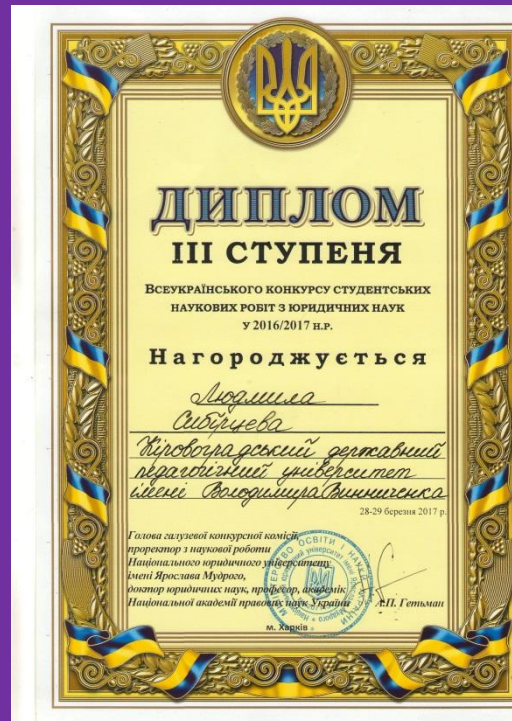 ДИПЛОМ
ІІІ СТУПЕНЯ
ВСЕУКРАЇНСЬКОГО КОНКУРСУ СТУДЕНТСЬКИХ
НАУКОВИХ РОБІТ З ЮРИДИЧНИХ НАУК
У 2016/2017 Н.Р.
Нагороджується
Людмила
Сибірцева
Кіровоградський державний
педагогічний університет
імені Володимира Винниченка
28-29 березня 2017 р.
Голова галузевої конкурсної комісії,
проректор з наукової роботи
Національного юридичного університету
імені Ярослава Мудрого,
доктор юридичних наук, професор, академік
Національної академії правових наук України
А.П. Гетьман
м. Харків